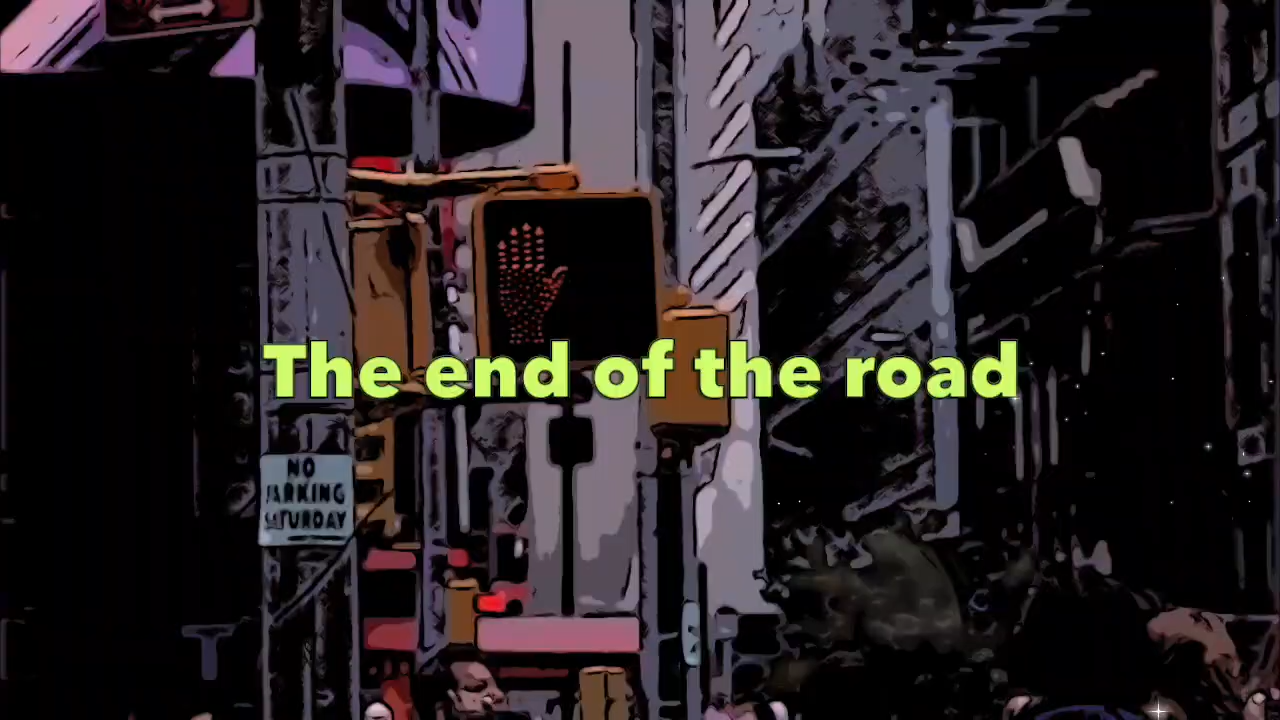 The end of the road
NO
PARKING
SATURDAY